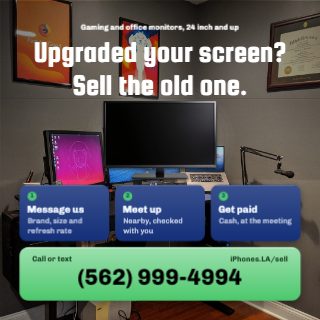 Gaming and office monitors, 24 inch and up
Upgraded your screen?
Sell the old one.
1
Message us
Brand, size and
refresh rate
2
Meet up
Nearby, checked
with you
3
Get paid
Cash, at the meeting
Call or text
iPhones.LA/sell
(562) 999-4994